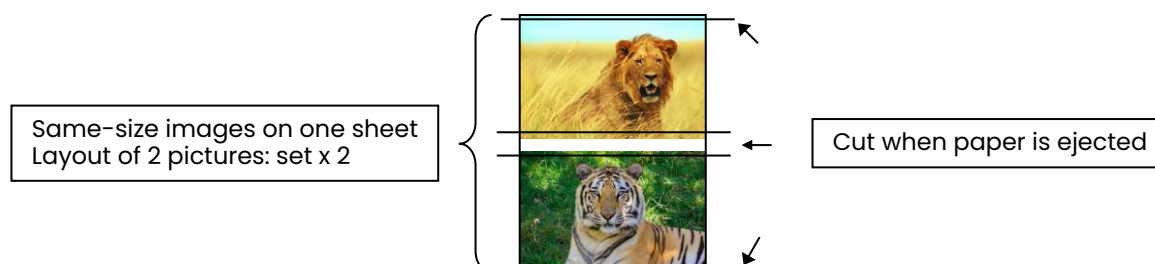 Same-size images on one sheet
Layout of 2 pictures: set x 2
Cut when paper is ejected